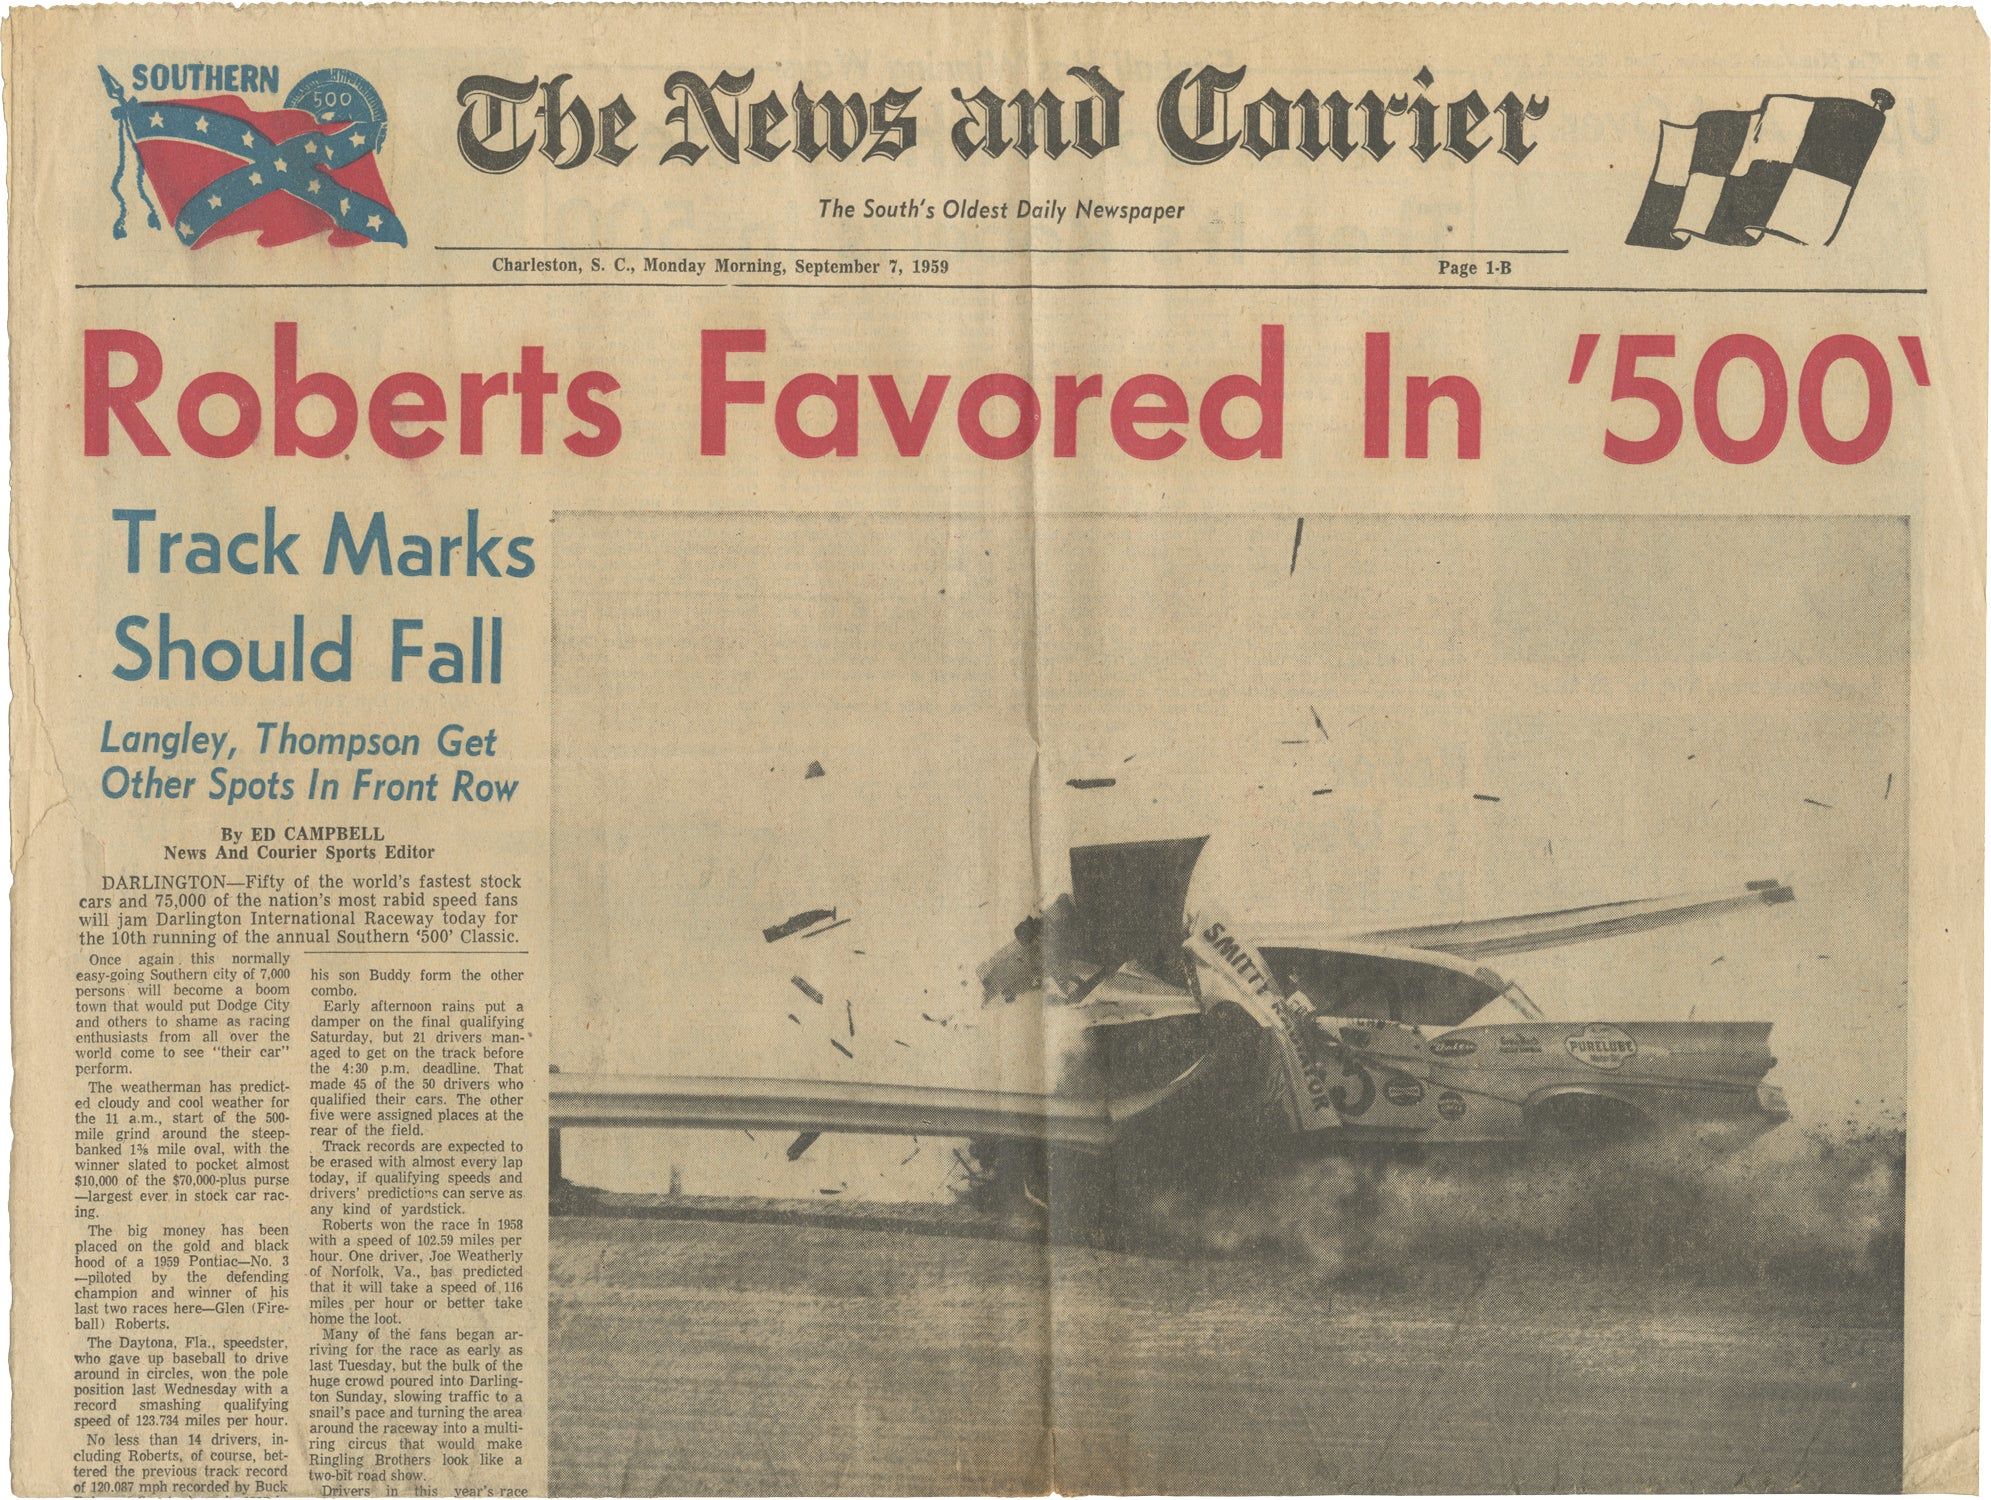 SOUTHERN
500
The News and Courier
The South's Oldest Daily Newspaper
Charleston, S. C., Monday Morning, September 7, 1959
Page 1-B
Roberts Favored In '500'
Track Marks
Should Fall
Langley, Thompson Get
Other Spots In Front Row
By ED CAMPBELL
News And Courier Sports Editor
DARLINGTON—Fifty of the world's fastest stock
cars and 75,000 of the nation's most rabid speed fans
will jam Darlington International Raceway today for
the 10th running of the annual Southern '500' Classic.
Once again this normally
easy-going Southern city of 7,000
persons will become a boom
town that would put Dodge City
and others to shame as racing
enthusiasts from all over the
world come to see "their car"
perform.
The weatherman has predict-
ed cloudy and cool weather for
the 11 a.m., start of the 500-
mile grind around the steep-
banked 1⅜ mile oval, with the
winner slated to pocket almost
$10,000 of the $70,000-plus purse
—largest ever in stock car rac-
ing.
The big money has been
placed on the gold and black
hood of a 1959 Pontiac—No. 3
—piloted by the defending
champion and winner of his
last two races here—Glen (Fire-
ball) Roberts.
The Daytona, Fla., speedster,
who gave up baseball to drive
around in circles, won the pole
position last Wednesday with a
record smashing qualifying
speed of 123.734 miles per hour.
No less than 14 drivers, in-
cluding Roberts, of course, bet-
tered the previous track record
of 120.087 mph recorded by Buck
his son Buddy form the other
combo.
Early afternoon rains put a
damper on the final qualifying
Saturday, but 21 drivers man-
aged to get on the track before
the 4:30 p.m. deadline. That
made 45 of the 50 drivers who
qualified their cars. The other
five were assigned places at the
rear of the field.
Track records are expected to
be erased with almost every lap
today, if qualifying speeds and
drivers' predictions can serve as
any kind of yardstick.
Roberts won the race in 1958
with a speed of 102.59 miles per
hour. One driver, Joe Weatherly
of Norfolk, Va., has predicted
that it will take a speed of 116
miles per hour or better take
home the loot.
Many of the fans began ar-
riving for the race as early as
last Tuesday, but the bulk of the
huge crowd poured into Darling-
ton Sunday, slowing traffic to a
snail's pace and turning the area
around the raceway into a multi-
ring circus that would make
Ringling Brothers look like a
two-bit road show.
Drivers in this year's race
SMITH RADIATOR
3
PURELUBE